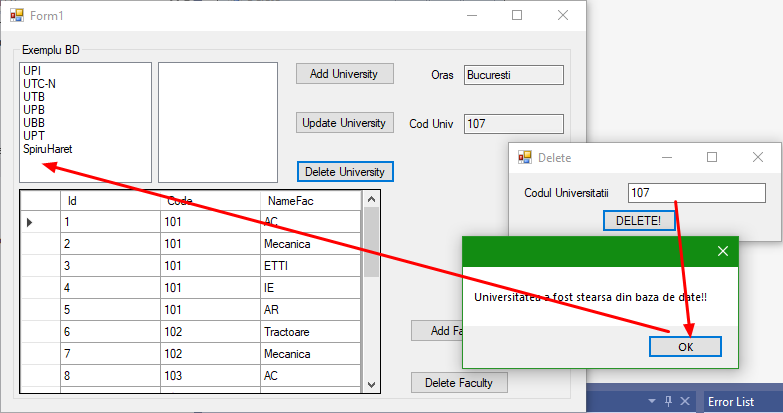 Form1
Exemplu BD
UPI
UTC-N
UTB
UPB
UBB
UPT
SpiruHaret
Add University
Oras
Bucuresti
Update University
Cod Univ
107
Delete University
Id Code NameFac
1 101 AC
2 101 Mecanica
3 101 ETTI
4 101 IE
5 101 AR
6 102 Tractoare
7 102 Mecanica
8 103 AC
Delete
Codul Universitatii
107
DELETE!
Universitatea a fost stearsa din baza de date!!
OK
Add Fa
Delete Faculty
Error List